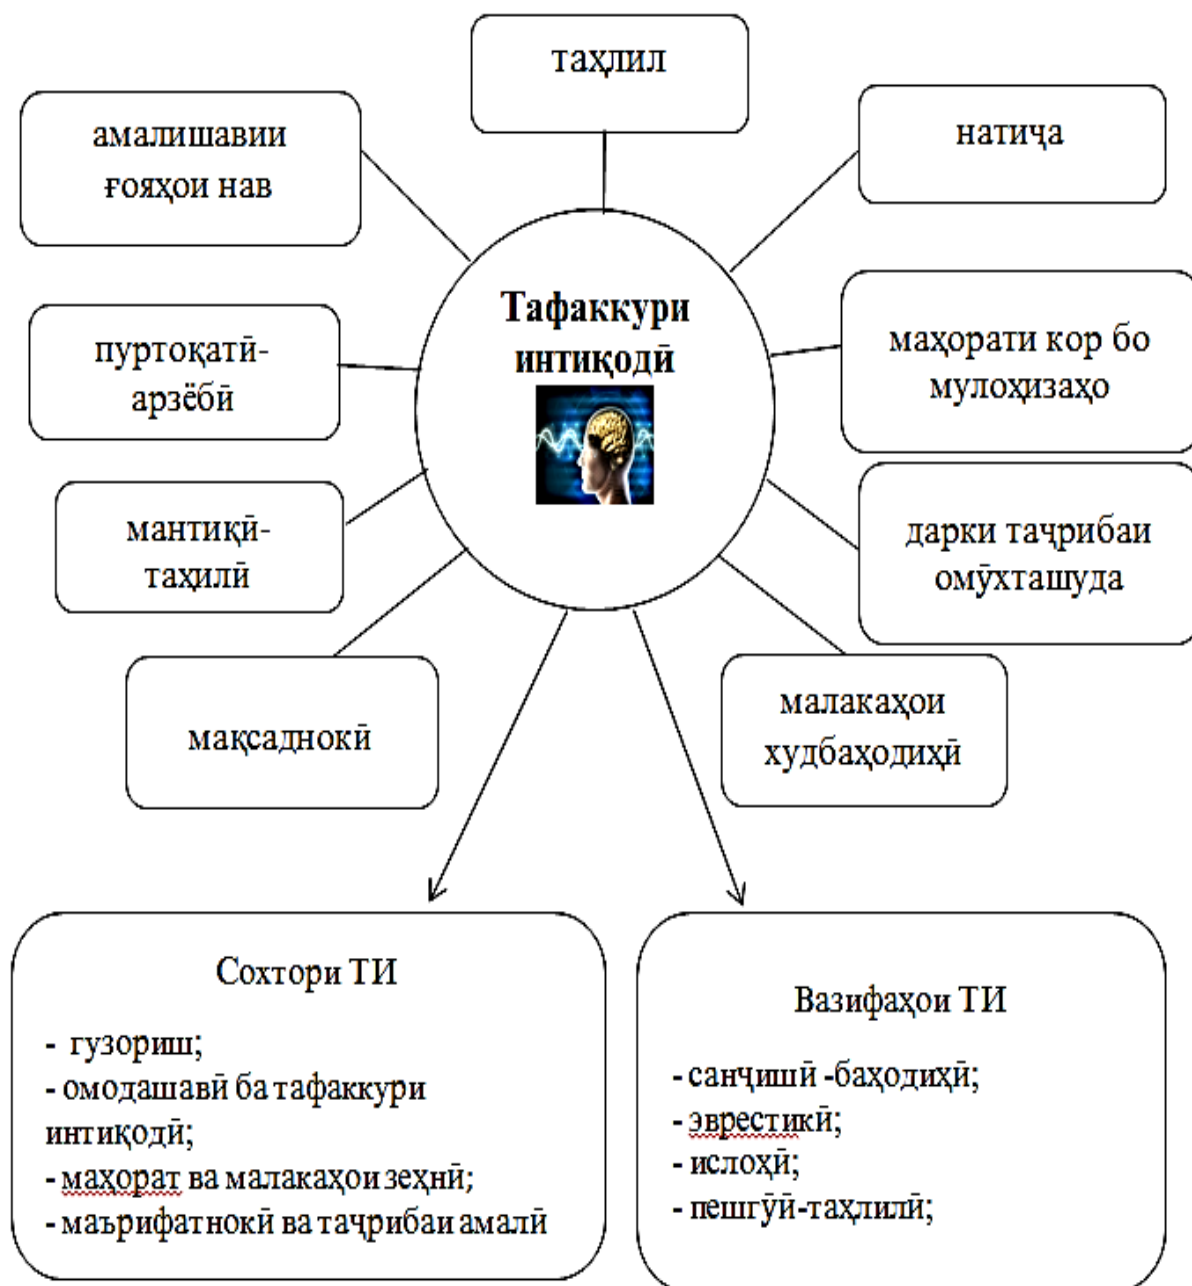 таҳлил
амалишавии
ғояҳои нав
натиҷа
Тафаккури
интиқодӣ
пуртоқатӣ-
арзёбӣ
маҳорати кор бо
мулоҳизаҳо
мантиқӣ-
таҳилӣ
дарки таҷрибаи
омӯхташуда
мақсаднокӣ
малакаҳои
худбаҳодиҳӣ
Сохтори ТИ
- гузориш;
- омодашавӣ ба тафаккури
интиқодӣ;
- маҳорат ва малакаҳои зеҳнӣ;
- маърифатнокӣ ва таҷрибаи амалӣ
Вазифаҳои ТИ
- санҷишӣ -баҳодиҳӣ;
- эврестикӣ;
- ислоҳӣ;
- пешгӯӣ-таҳлилӣ;